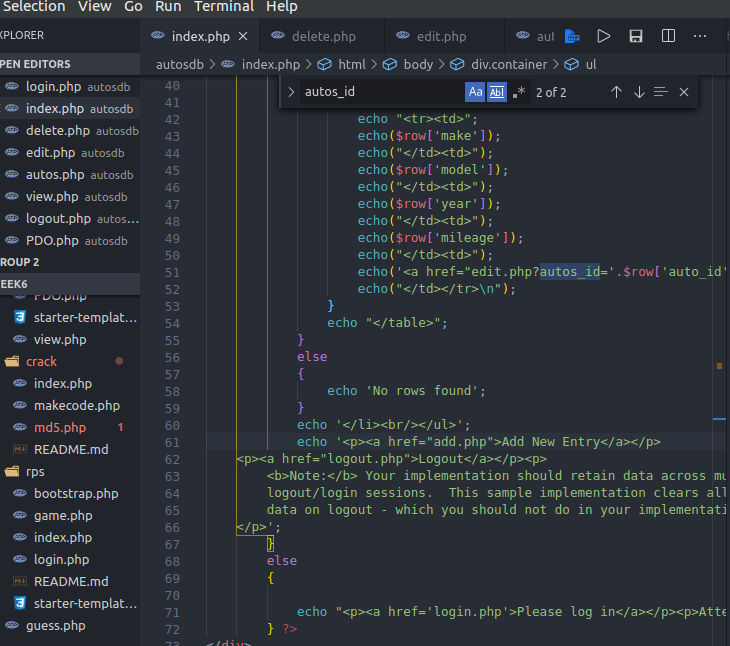 Selection View Go Run Terminal Help
XPLORER
PEN EDITORS
login.php autosdb
index.php autosdb
delete.php autosdb
edit.php autosdb
autos.php autosdb
view.php autosdb
logout.php autos...
PDO.php autosdb
ROUP 2
EEK6
PDO.php
starter-templat...
view.php
crack
index.php
makecode.php
md5.php 1
README.md
rps
bootstrap.php
game.php
index.php
login.php
README.md
starter-templat...
guess.php
index.php delete.php edit.php aut
autosdb > index.php > html > body > div.container > ul
autos_id Aa Abl .* 2 of 2
40
41
42 echo "<tr><td>";
43 echo($row['make']);
44 echo("</td><td>");
45 echo($row['model']);
46 echo("</td><td>");
47 echo($row['year']);
48 echo("</td><td>");
49 echo($row['mileage']);
50 echo("</td><td>");
51 echo('<a href="edit.php?autos_id='.$row['auto_id'
52 echo("</td></tr>\n");
53 }
54 echo "</table>";
55 }
56 else
57 {
58 echo 'No rows found';
59 }
60 echo '</li><br/></ul>';
61 echo '<p><a href="add.php">Add New Entry</a></p>
62 <p><a href="logout.php">Logout</a></p><p>
63 <b>Note:</b> Your implementation should retain data across mu
64 logout/login sessions. This sample implementation clears all
65 data on logout - which you should not do in your implementati
66 </p>';
67 }
68 else
69 {
70
71 echo "<p><a href='login.php'>Please log in</a></p><p>Atte
72 } ?>
73 </div>